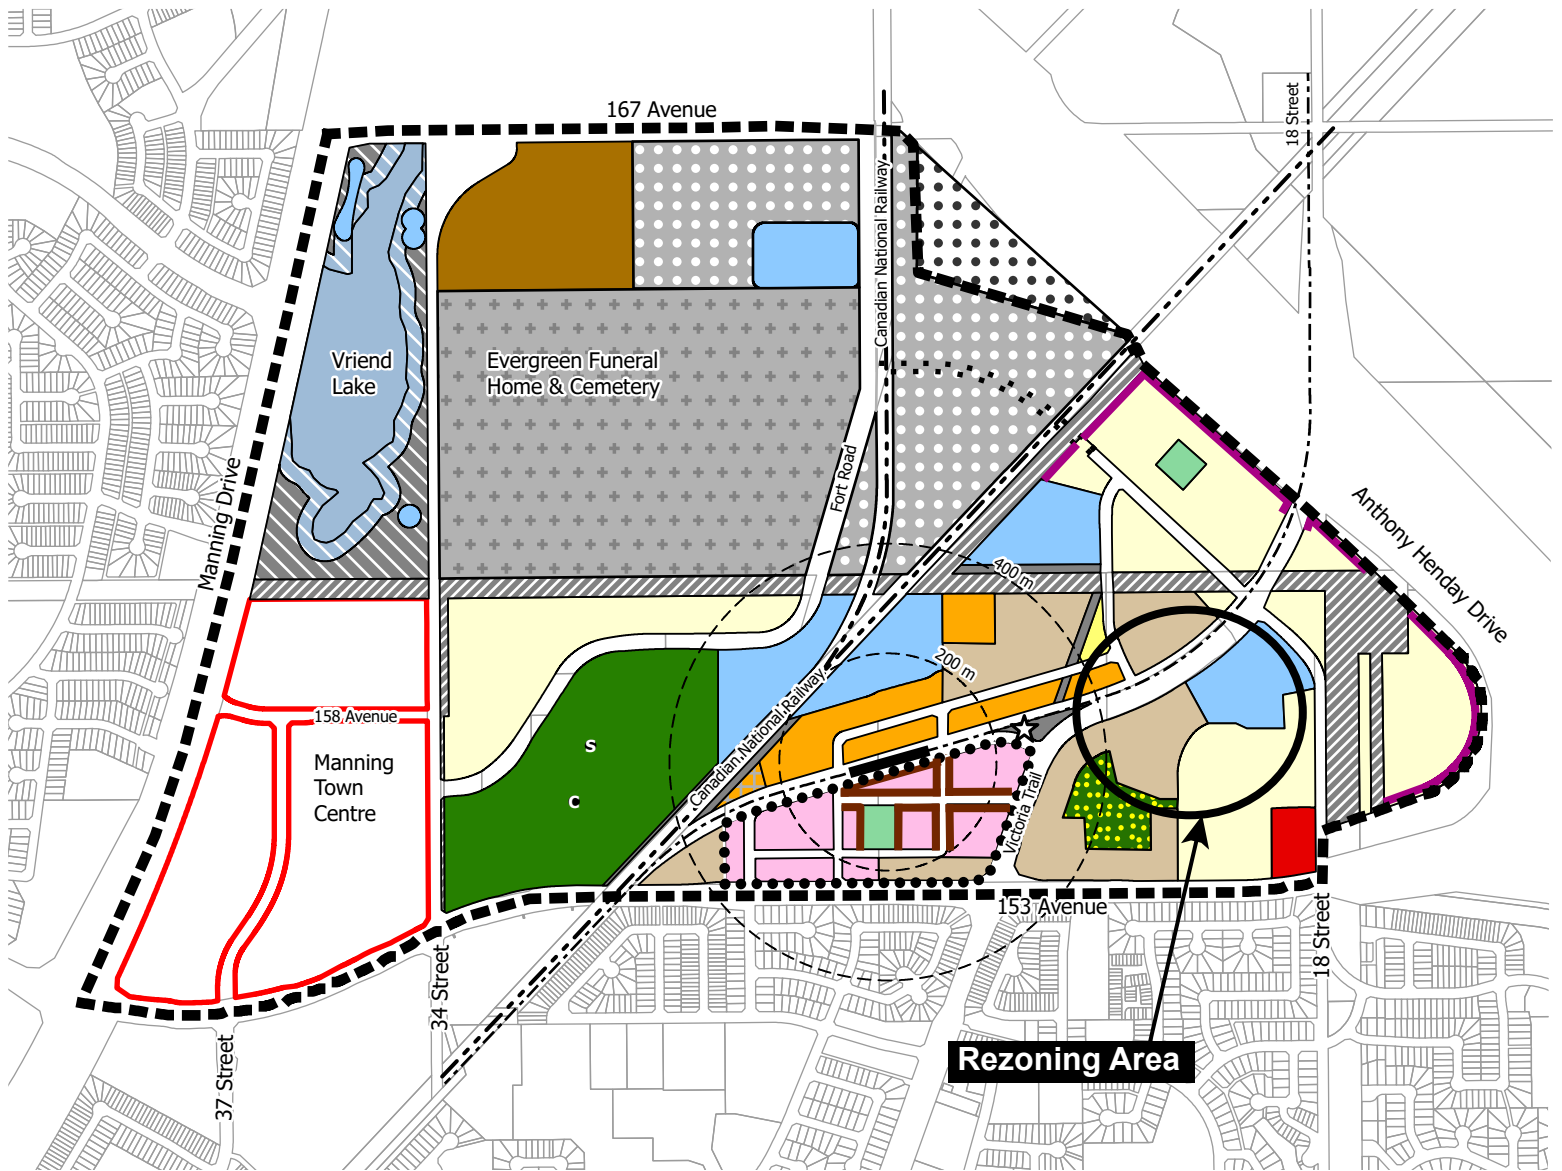 167 Avenue
18 Street
Canadian National Railway
Vriend
Lake
Evergreen Funeral
Home & Cemetery
Manning Drive
Fort Road
Anthony Henday Drive
400 m
200 m
158 Avenue
Manning
Town
Centre
S
C
Canadian National Railway
Victoria Trail
153 Avenue
18 Street
34 Street
37 Street
Rezoning Area